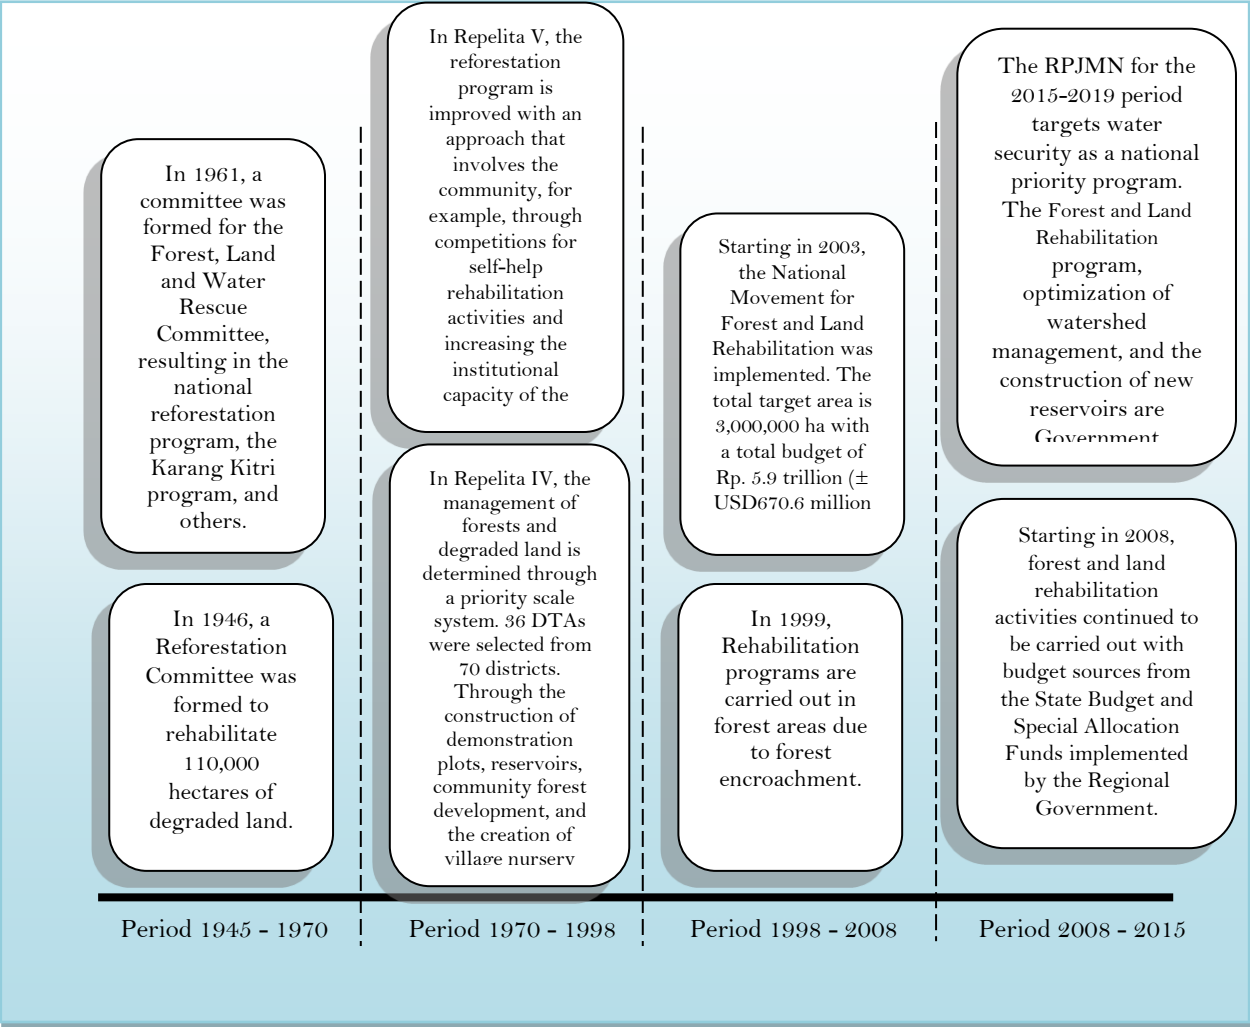 In 1961, a
committee was
formed for the
Forest, Land
and Water
Rescue
Committee,
resulting in the
national
reforestation
program, the
Karang Kitri
program, and
others.
In 1946, a
Reforestation
Committee was
formed to
rehabilitate
110,000
hectares of
degraded land.
Period 1945 - 1970
In Repelita V, the
reforestation
program is
improved with an
approach that
involves the
community, for
example, through
competitions for
self-help
rehabilitation
activities and
increasing the
institutional
capacity of the
In Repelita IV, the
management of
forests and
degraded land is
determined through
a priority scale
system. 36 DTAs
were selected from
70 districts.
Through the
construction of
demonstration
plots, reservoirs,
community forest
development, and
the creation of
village nursery
Period 1970 - 1998
Starting in 2003,
the National
Movement for
Forest and Land
Rehabilitation was
implemented. The
total target area is
3,000,000 ha with
a total budget of
Rp. 5.9 trillion (±
USD670.6 million
In 1999,
Rehabilitation
programs are
carried out in
forest areas due
to forest
encroachment.
Period 1998 - 2008
The RPJMN for the
2015-2019 period
targets water
security as a national
priority program.
The Forest and Land
Rehabilitation
program,
optimization of
watershed
management, and the
construction of new
reservoirs are
Government
Starting in 2008,
forest and land
rehabilitation
activities continued to
be carried out with
budget sources from
the State Budget and
Special Allocation
Funds implemented
by the Regional
Government.
Period 2008 - 2015